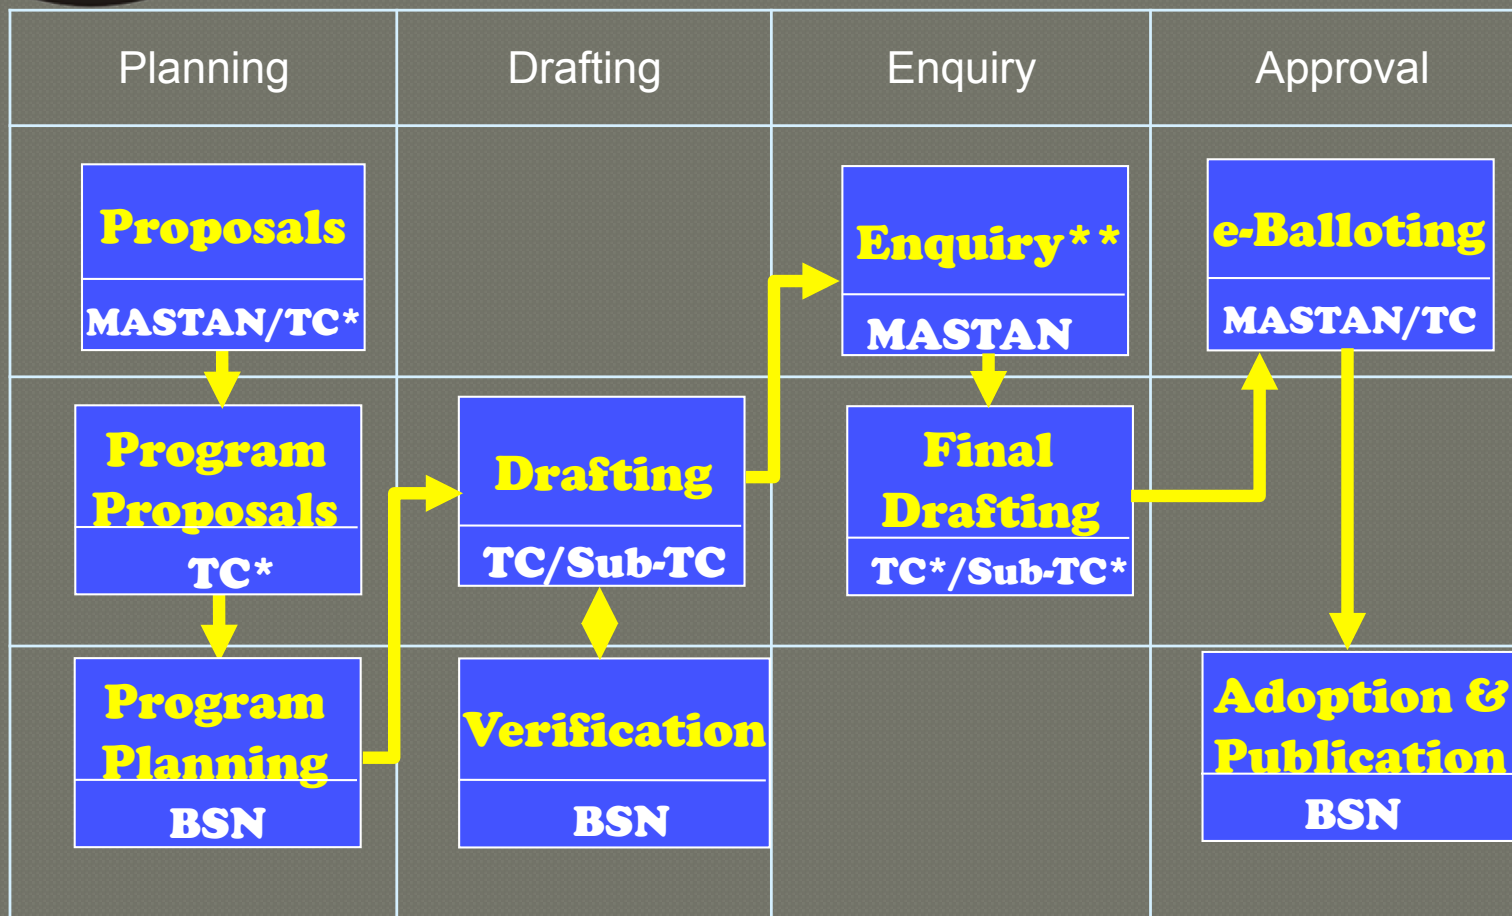 Planning
Drafting
Enquiry
Approval
Proposals
MASTAN/TC*
Program
Proposals
TC*
Program
Planning
BSN
Drafting
TC/Sub-TC
Verification
BSN
Enquiry**
MASTAN
Final
Drafting
TC*/Sub-TC*
e-Balloting
MASTAN/TC
Adoption &
Publication
BSN